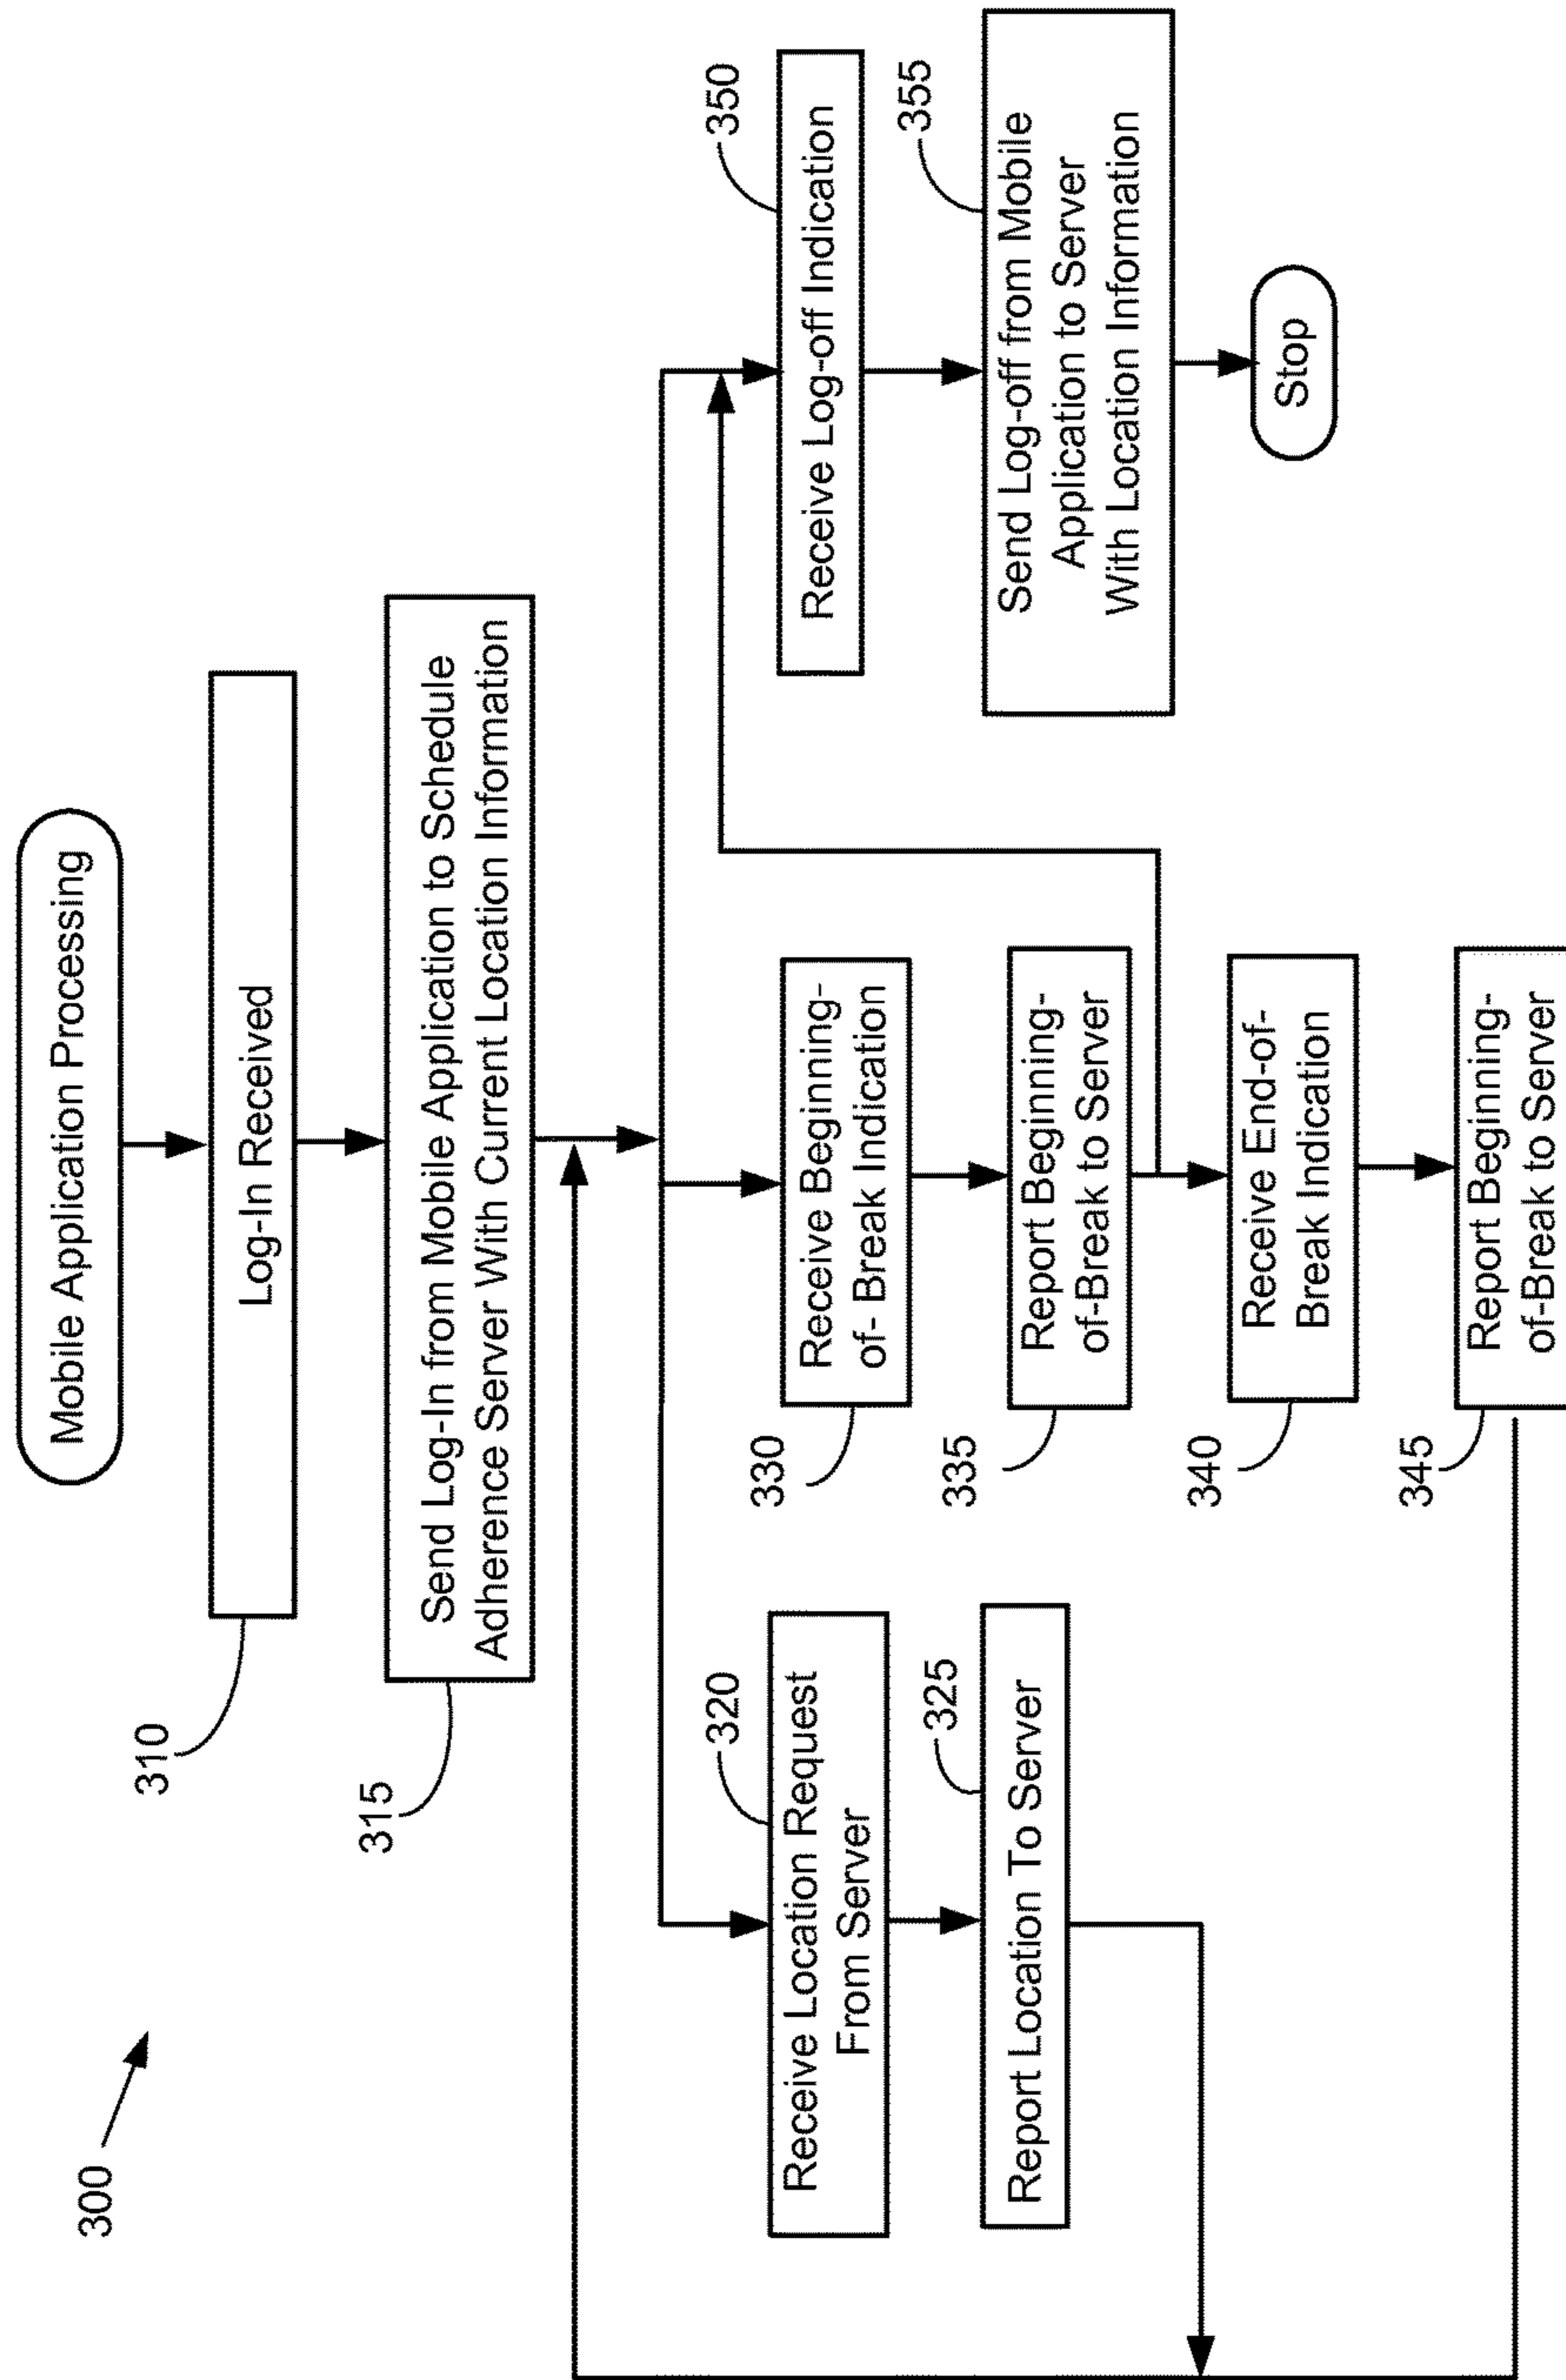 300
Mobile Application Processing
310
Log-In Received
315
Send Log-In from Mobile Application to Schedule
Adherence Server With Current Location Information
320
Receive Location Request
From Server
325
Report Location To Server
330
Receive Beginning-
of- Break Indication
335
Report Beginning-
of-Break to Server
340
Receive End-of-
Break Indication
345
Report Beginning-
of-Break to Server
350
Receive Log-off Indication
355
Send Log-off from Mobile
Application to Server
With Location Information
Stop